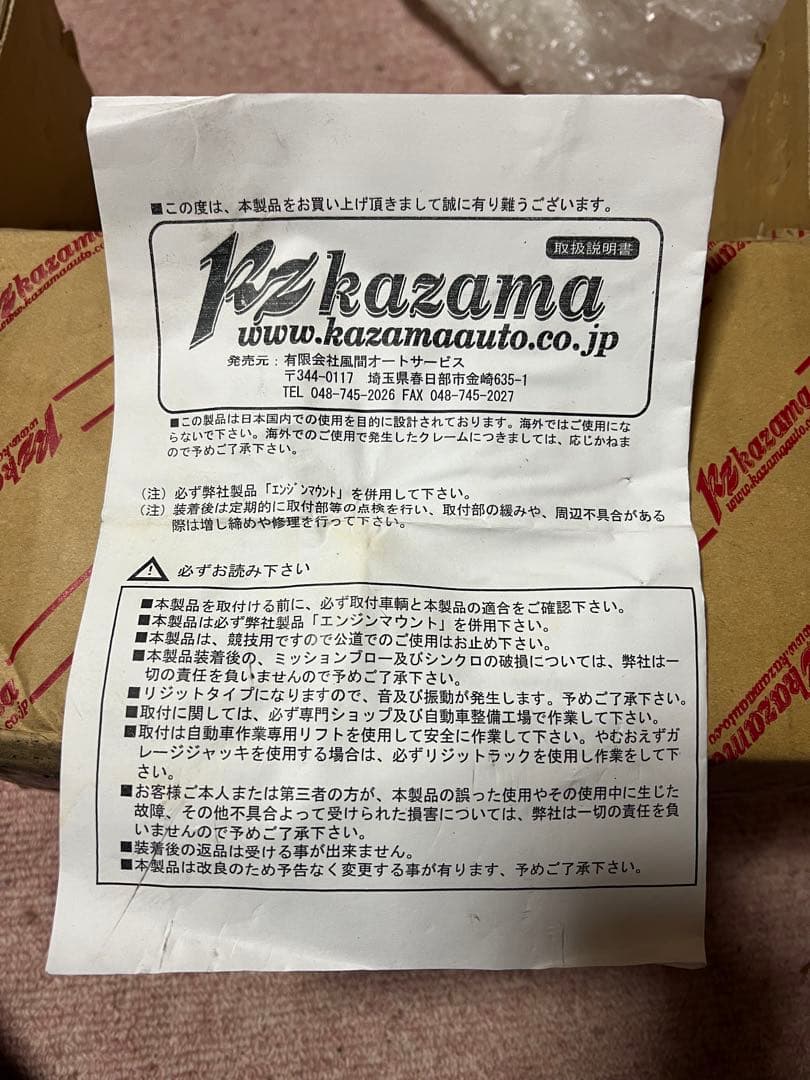 ■この度は、本製品をお買い上げ頂きまして誠に有り難うございます。
取扱説明書
Kz kazama
www.kazamaauto.co.jp
発売元：有限会社風間オートサービス
〒344-0117 埼玉県春日部市金崎635-1
TEL 048-745-2026 FAX 048-745-2027
■この製品は日本国内での使用を目的に設計されております。海外ではご使用にな
らないで下さい。海外でのご使用で発生したクレームにつきましては、応じかねま
すので予めご了承下さい。
（注）必ず弊社製品「エンジンマウント」を併用して下さい。
（注）装着後は定期的に取付部等の点検を行い、取付部の緩みや、周辺不具合がある
際は増し締めや修理を行って下さい。
必ずお読み下さい
■本製品を取付ける前に、必ず取付車輌と本製品の適合をご確認下さい。
■本製品は必ず弊社製品「エンジンマウント」を併用下さい。
■本製品は、競技用ですので公道でのご使用はお止め下さい。
■本製品装着後の、ミッションブロー及びシンクロの破損については、弊社は一
切の責任を負いませんので予めご了承下さい。
■リジットタイプになりますので、音及び振動が発生します。予めご了承下さい。
■取付に関しては、必ず専門ショップ及び自動車整備工場で作業して下さい。
■取付は自動車作業専用リフトを使用して安全に作業して下さい。やむおえずガ
レージジャッキを使用する場合は、必ずリジットラックを使用し作業をして下
さい。
■お客様ご本人または第三者の方が、本製品の誤った使用やその使用中に生じた
故障、その他不具合よって受けられた損害については、弊社は一切の責任を負
いませんので予めご了承下さい。
■装着後の返品は受ける事が出来ません。
■本製品は改良のため予告なく変更する事が有ります、予めご了承下さい。
Kz kazama
www.kazamaauto.co.jp
kazama
www.kazamaauto